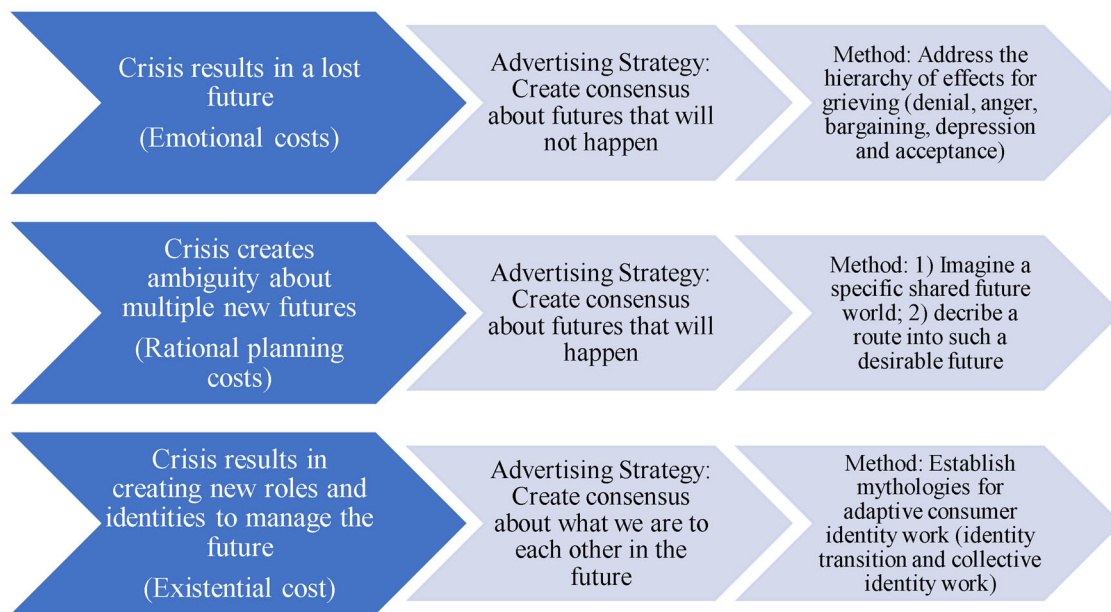 Crisis results in a lost
future
(Emotional costs)
Advertising Strategy:
Create consensus
about futures that will
not happen
Method: Address the
hierarchy of effects for
grieving (denial, anger,
bargaining, depression
and acceptance)
Crisis creates
ambiguity about
multiple new futures
(Rational planning
costs)
Advertising Strategy:
Create consensus
about futures that will
happen
Method: 1) Imagine a
specific shared future
world; 2) decribe a
route into such a
desirable future
Crisis results in
creating new roles and
identities to manage the
future
(Existential cost)
Advertising Strategy:
Create consensus
about what we are to
each other in the
future
Method: Establish
mythologies for
adaptive consumer
identity work (identity
transition and collective
identity work)